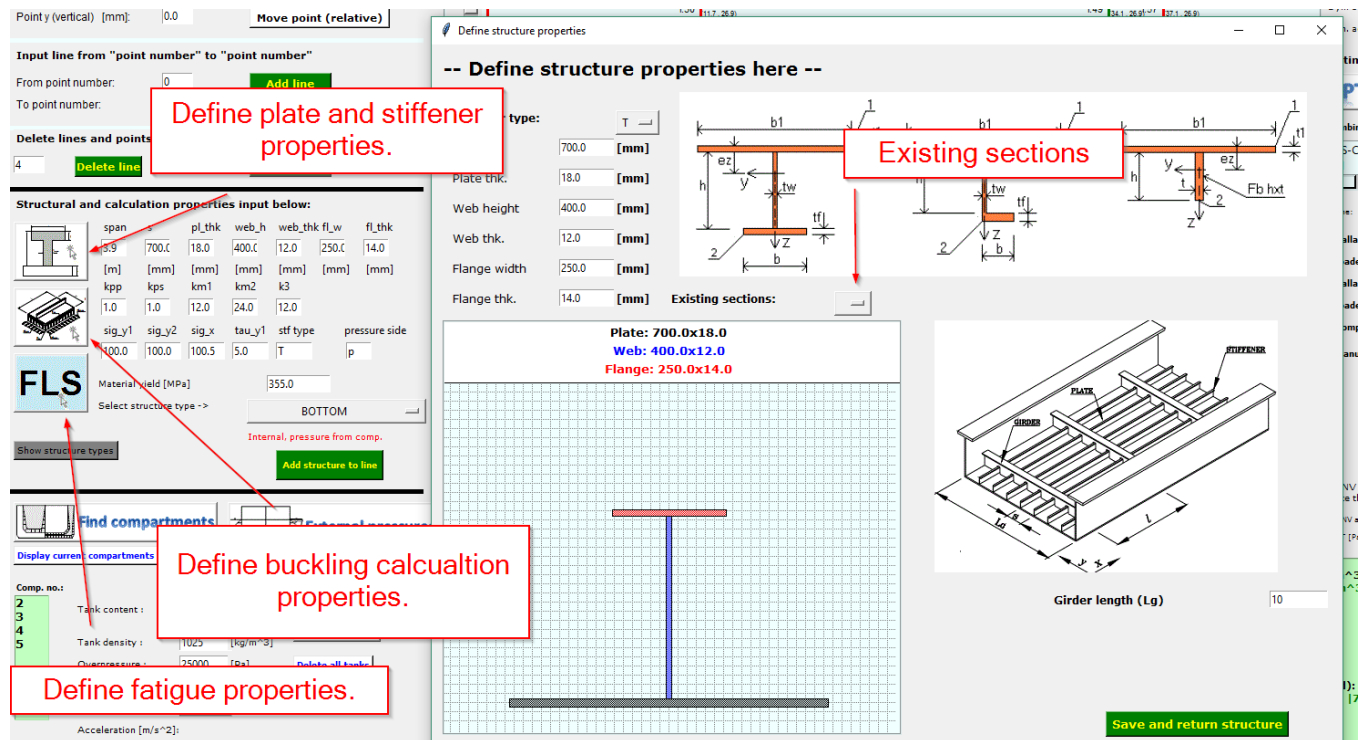 Point y (vertical) [mm]: 0.0 Move point (relative)
Input line from "point number" to "point number"
From point number: 0 Add line
To point number:
Delete lines and points
4 Delete line
Structural and calculation properties input below:
span s pl_thk web_h web_thk fl_w fl_thk
3.9 700.( 18.0 400.( 12.0 250.( 14.0
[m] [mm] [mm] [mm] [mm] [mm] [mm]
kpp kps km1 km2 k3
1.0 1.0 12.0 24.0 12.0
sig_y1 sig_y2 sig_x tau_y1 stf type pressure side
100.0 100.0 100.5 5.0 T p
FLS
Material yield [MPa] 355.0
Select structure type -> BOTTOM
Internal, pressure from comp.
Show structure types
Add structure to line
Find compartments External pressure
Display current compartments
Comp. no.:
2
3
4
5
Tank content :
Tank density : 1025 [kg/m^3]
Overpressure : 25000 [Pa] Delete all tanks
Acceleration [m/s^2]:
Define plate and stiffener
properties.
Define buckling calcualtion
properties.
Define fatigue properties.
Existing sections
Define structure properties
-- Define structure properties here --
type: T
700.0 [mm]
Plate thk. 18.0 [mm]
Web height 400.0 [mm]
Web thk. 12.0 [mm]
Flange width 250.0 [mm]
Flange thk. 14.0 [mm]
Existing sections:
b1 1
ez
h y tw
tf
2 z
b
b1 1
h tw
tf
2 z
b
b1 1
t1
y ez
h t
Fb hxt
2
z
Plate: 700.0x18.0
Web: 400.0x12.0
Flange: 250.0x14.0
STIFFENER
PLATE
GIRDER
Lg s l
y x
Girder length (Lg) 10
Save and return structure